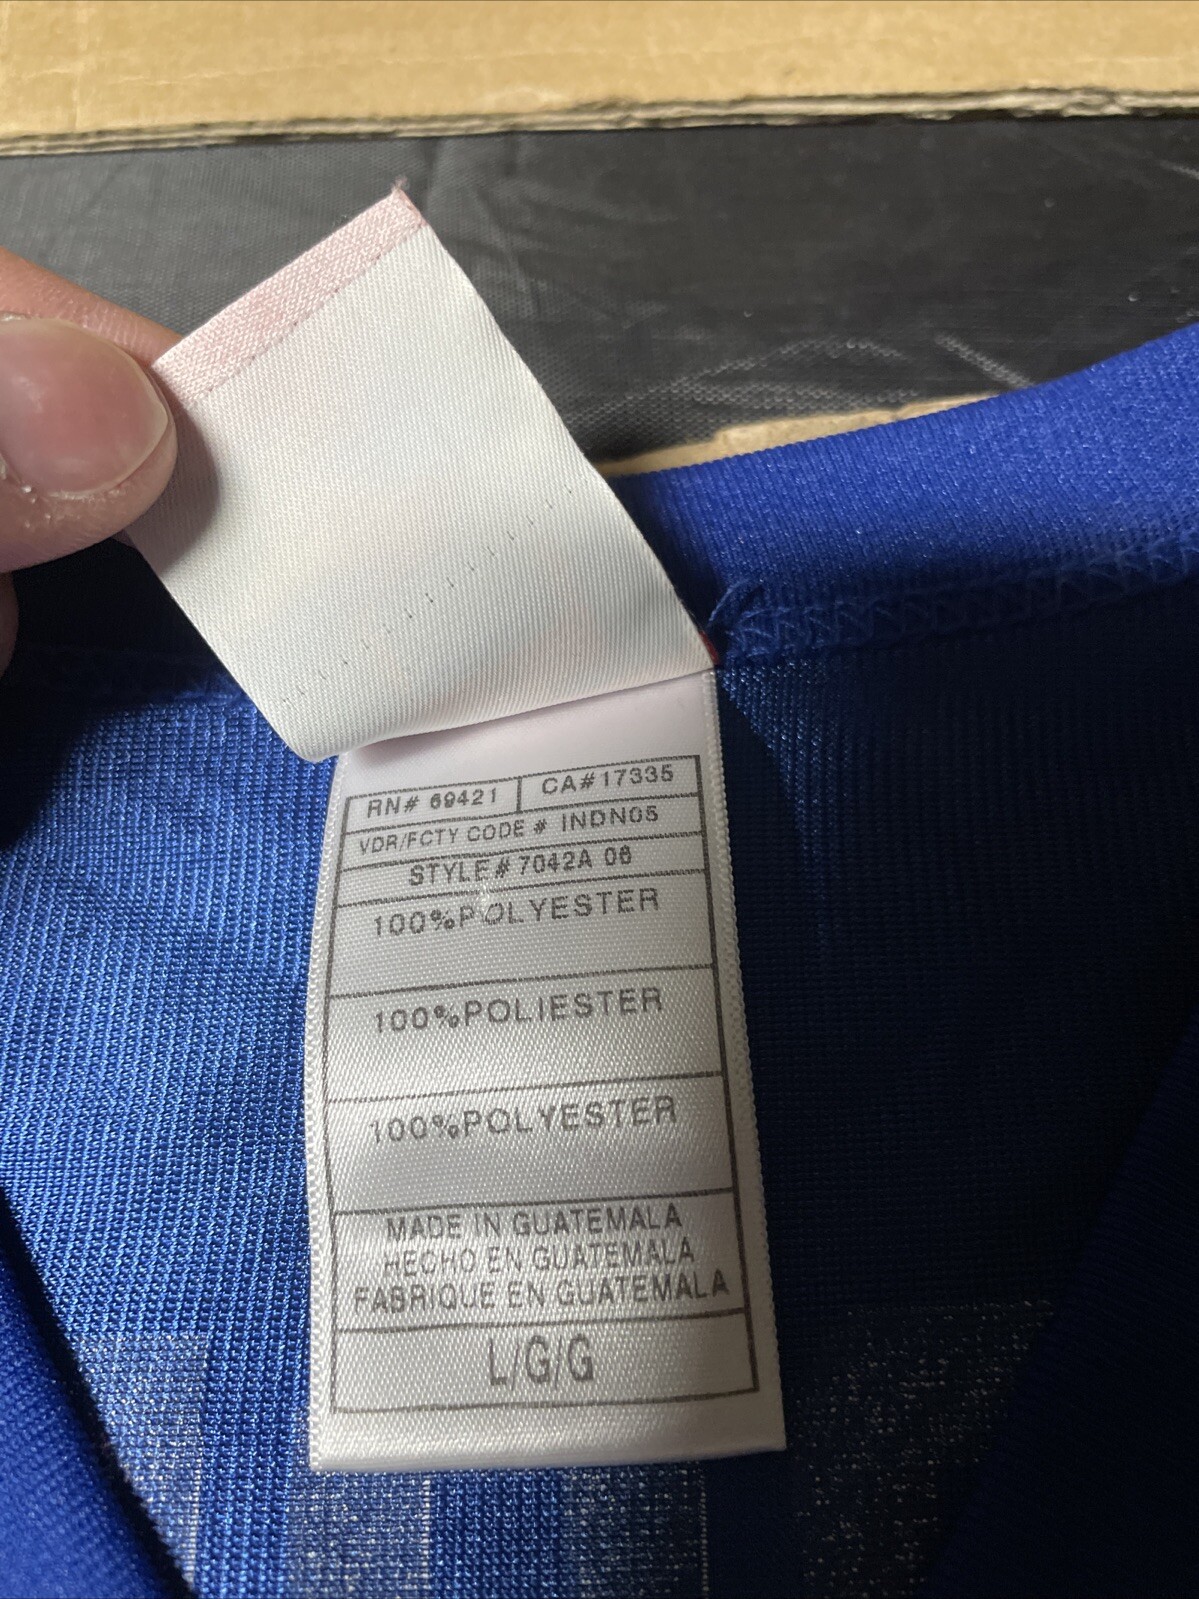 RN# 69421 CA#17335
VDR/FCTY CODE # INDN05
STYLE# 7042A 06
100%POLYESTER
100%POLIESTER
100%POLYESTER
MADE IN GUATEMALA
HECHO EN GUATEMALA
FABRIQUE EN GUATEMALA
L/G/G